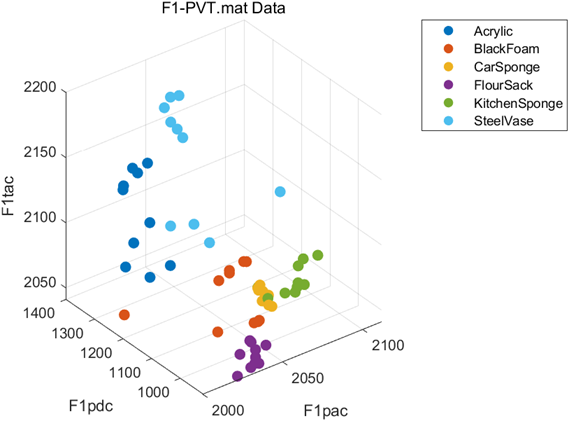 F1-PVT.mat Data
Acrylic
BlackFoam
CarSponge
FlourSack
KitchenSponge
SteelVase
2200
2150
2100
2050
F1tac
1400
1300
1200
1100
1000
F1pdc
2000
2050
2100
F1pac